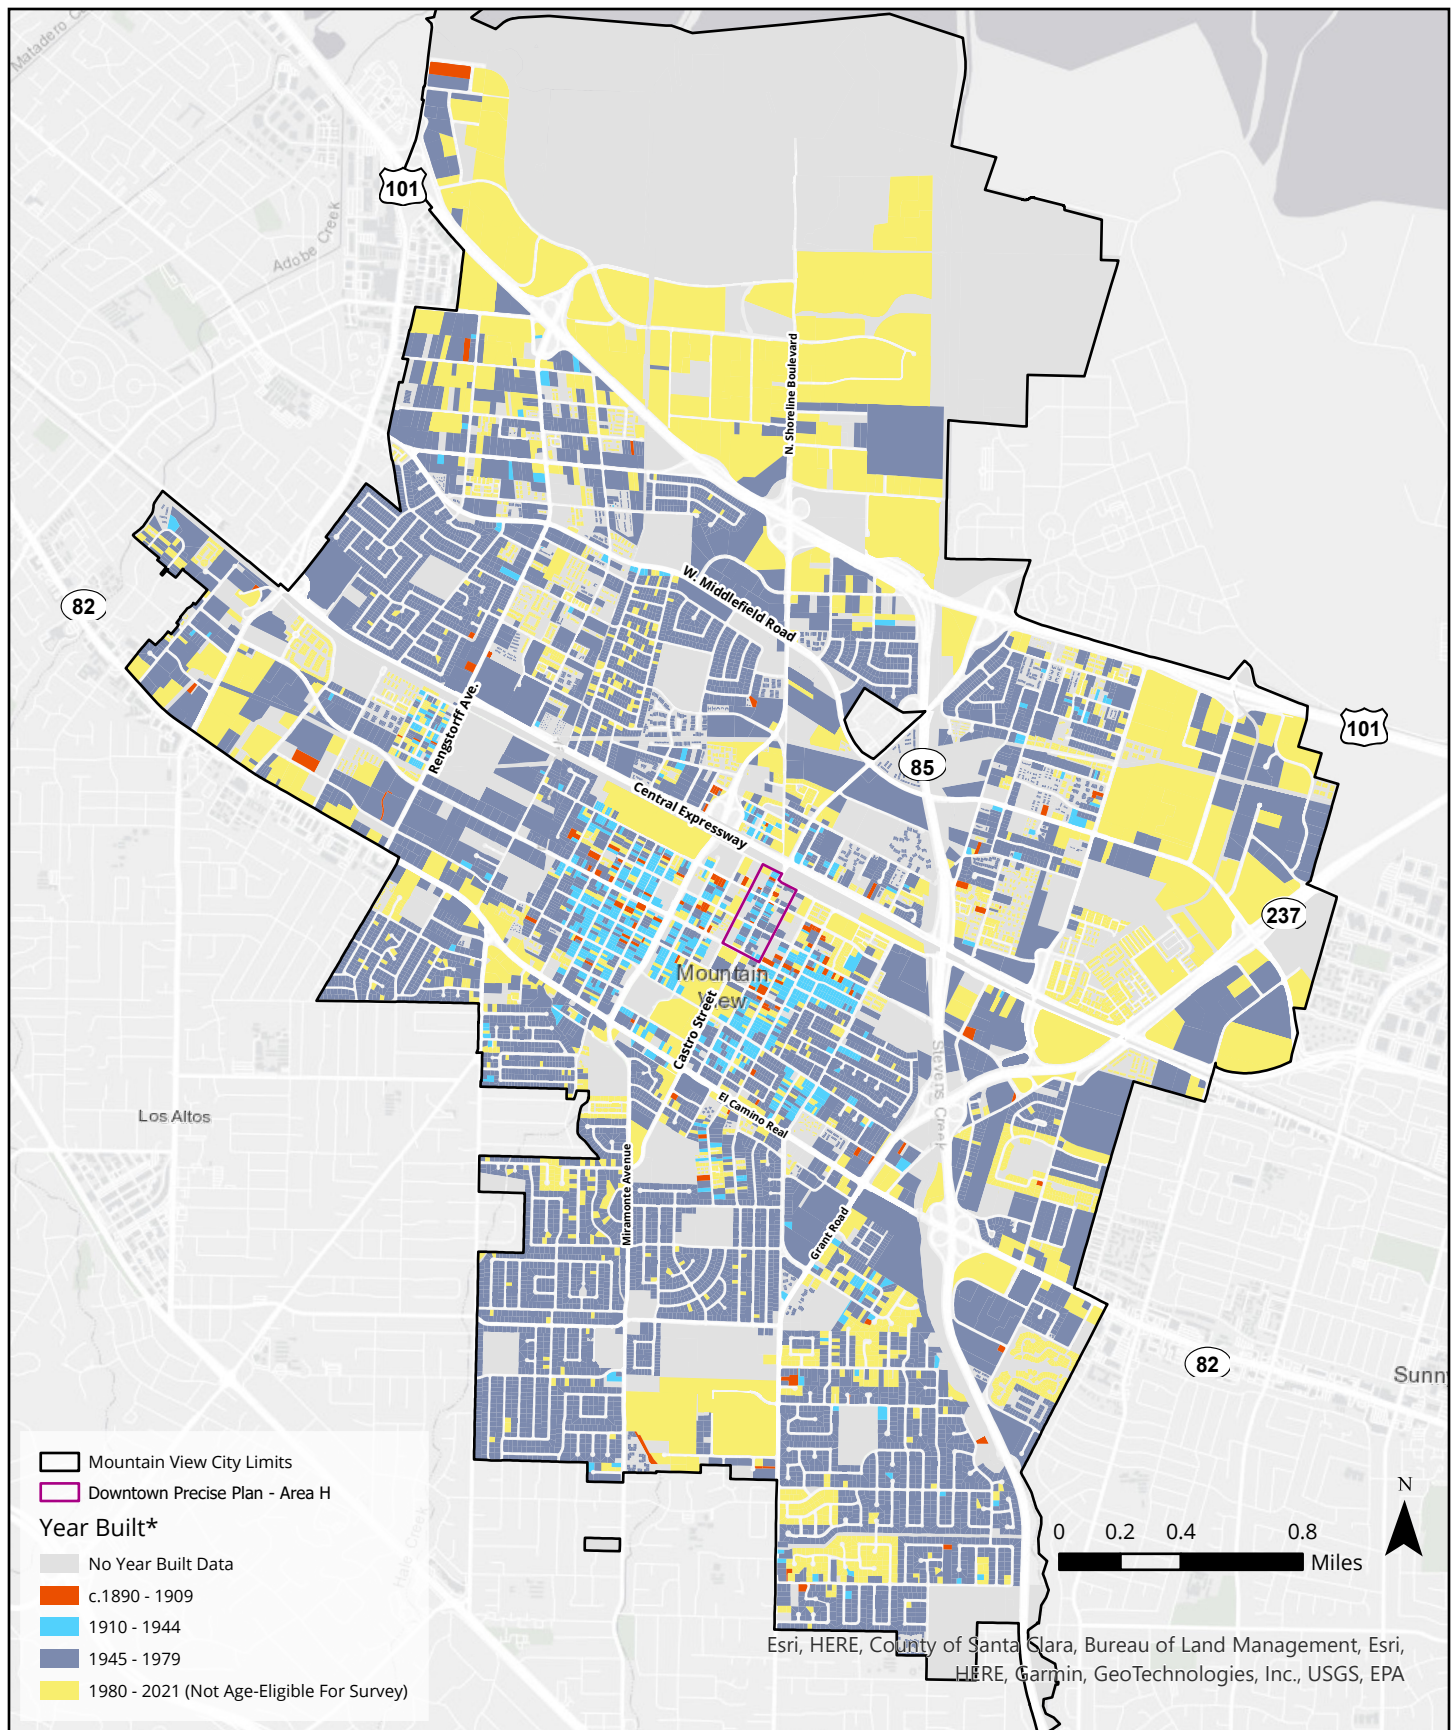 Matadero C
101
Adobe Creek
N. Shoreline Boulevard
82
W. Middlefield Road
Rengstorff Ave.
101
85
Central Expressway
237
Mountain
View
Castro Street
Stevens Creek
El Camino Real
Los Altos
Miramonte Avenue
Grant Road
82
Sunny
Mountain View City Limits
Downtown Precise Plan - Area H
Year Built*
No Year Built Data
c.1890 - 1909
1910 - 1944
1945 - 1979
1980 - 2021 (Not Age-Eligible For Survey)
N
0 0.2 0.4 0.8
Miles
Esri, HERE, County of Santa Clara, Bureau of Land Management, Esri,
HERE, Garmin, GeoTechnologies, Inc., USGS, EPA